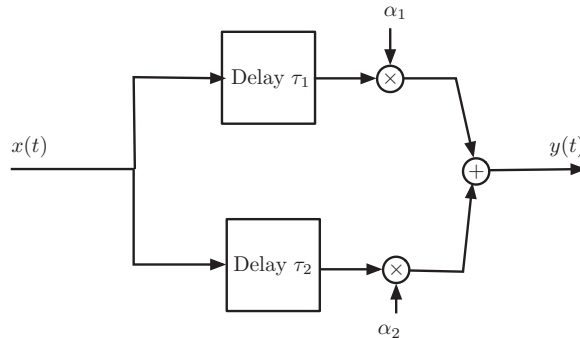 α₁
Delay τ₁
×
x(t)
y(t)
+
Delay τ₂
×
α₂